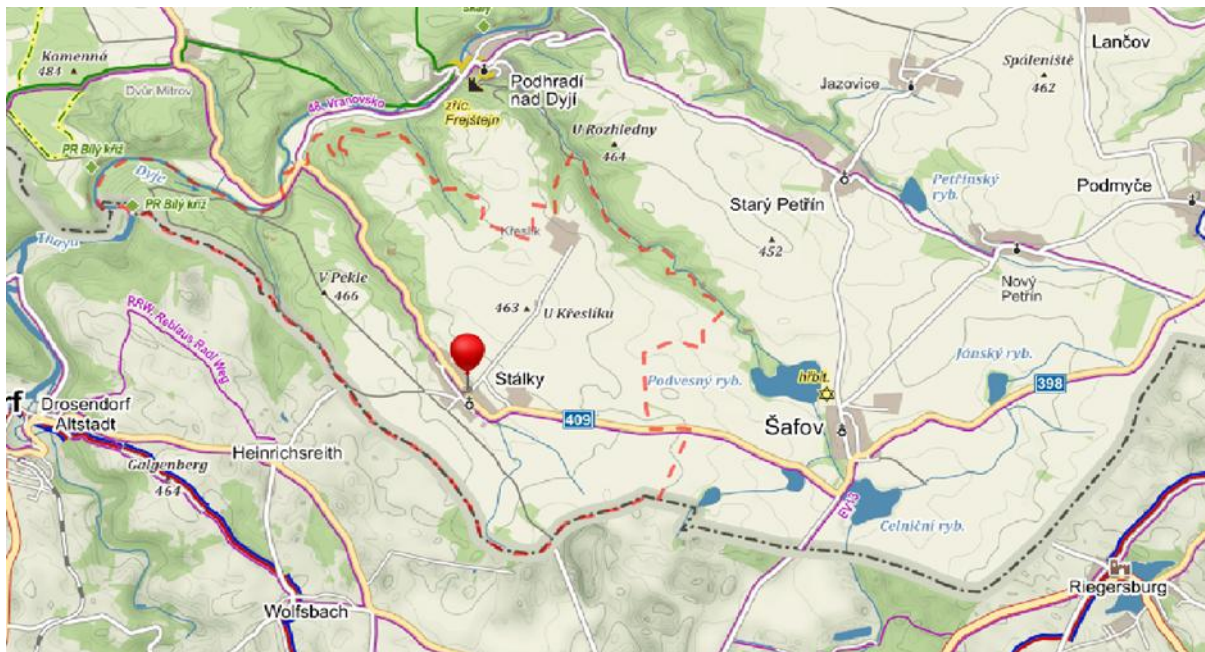 Skály
Lančov
Kamenná
484
Spáleniště
462
Podhradí
nad Dyjí
Jazovice
Dvůr Mitrov
48. Vranovsko
zříc.
Frejštejn
U Rozhledny
464
PR Bílý kříž
Dyje
Petřínský
ryb.
Podmyče
PR Bílý kříž
Starý Petřín
Thaya
Křeslík
452
V Pekle
466
Nový
Petřín
463
U Křeslíku
RRW, Reblaus Radl Weg
Stálky
Podvesný ryb.
hřbit.
Jánský ryb.
398
rf
Drosendorf
Altstadt
409
Šafov
Heinrichsreith
Galgenberg
464
EV13
Celniční ryb.
Riegersburg
Wolfsbach